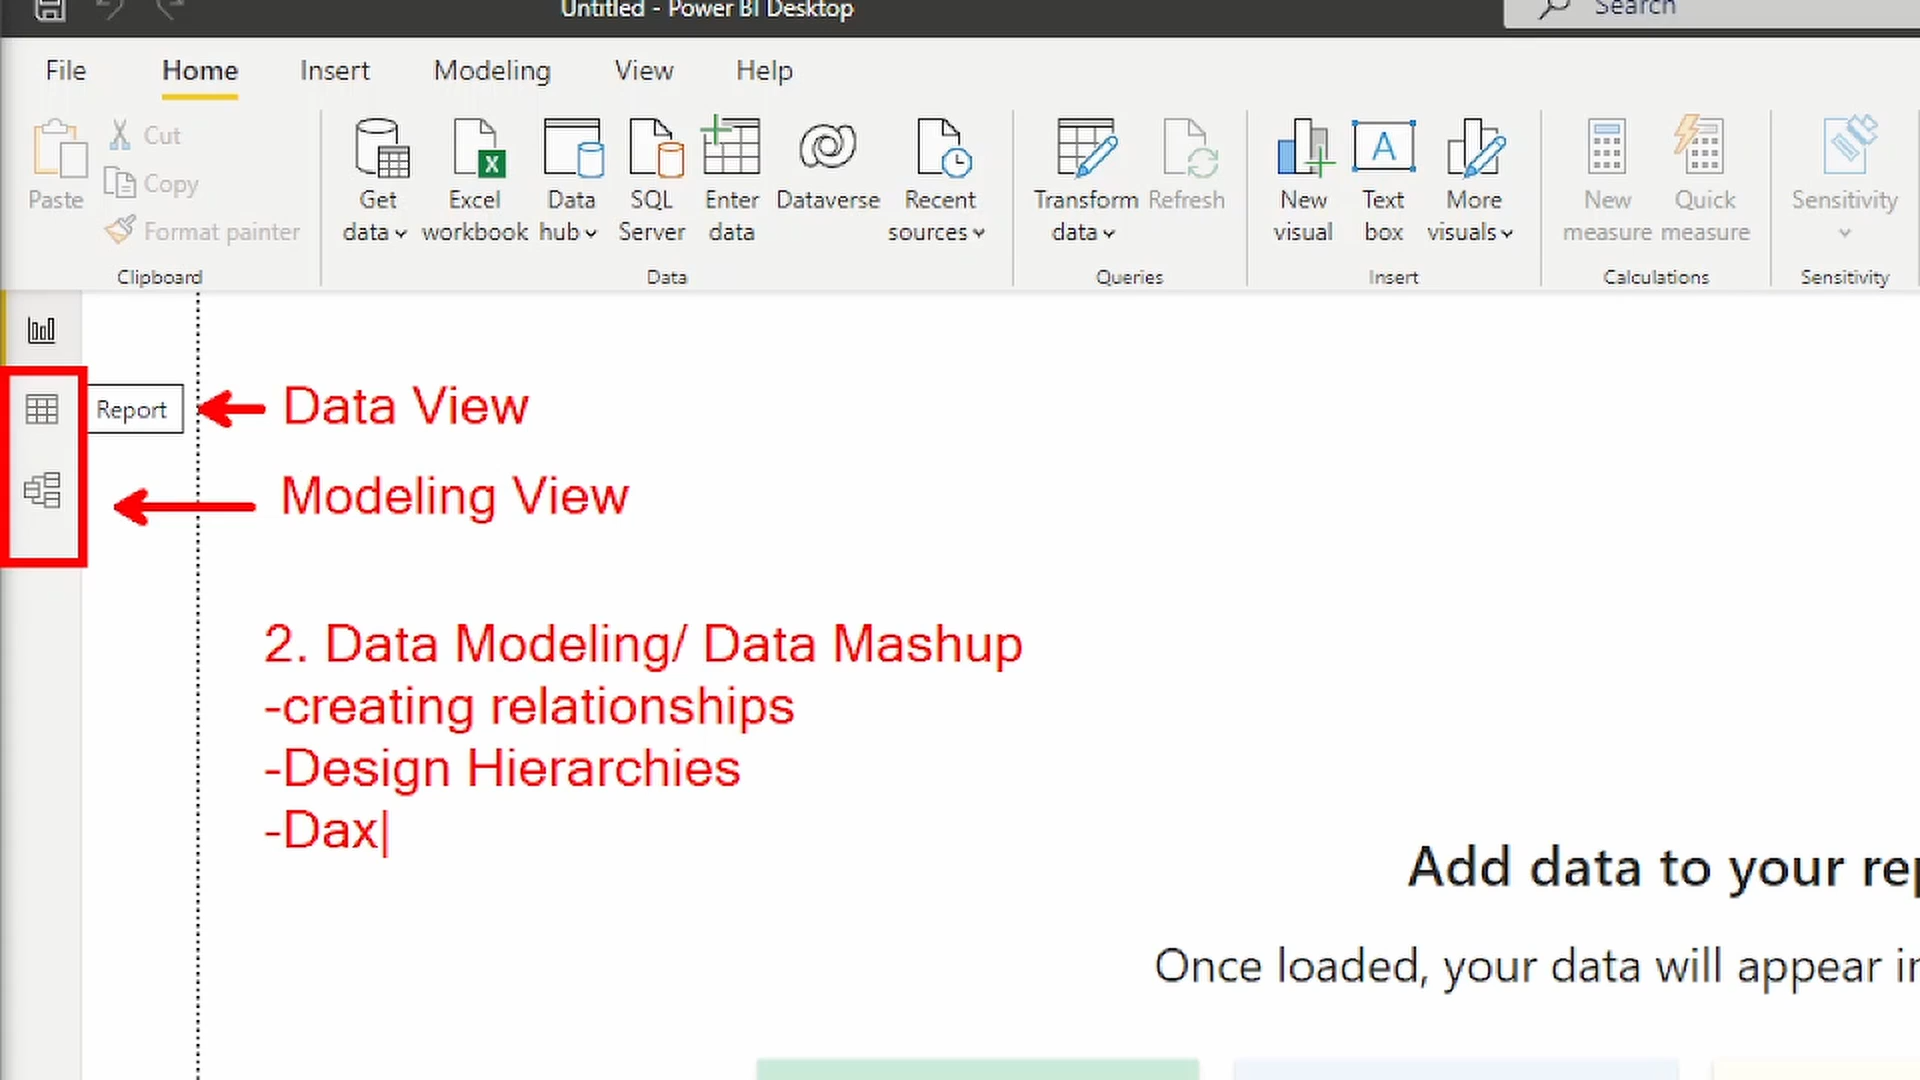 Untitled - Power BI Desktop
Search
File Home Insert Modeling View Help
Paste
Cut
Copy
Format painter
Clipboard
Get data
Excel workbook
Data hub
SQL Server
Enter data
Dataverse
Recent sources
Data
Transform data
Refresh
Queries
New visual
Text box
More visuals
Insert
New measure
Quick measure
Calculations
Sensitivity
Sensitivity
Report
Data View
Modeling View
2. Data Modeling/ Data Mashup
-creating relationships
-Design Hierarchies
-Dax
Add data to your rep
Once loaded, your data will appear in